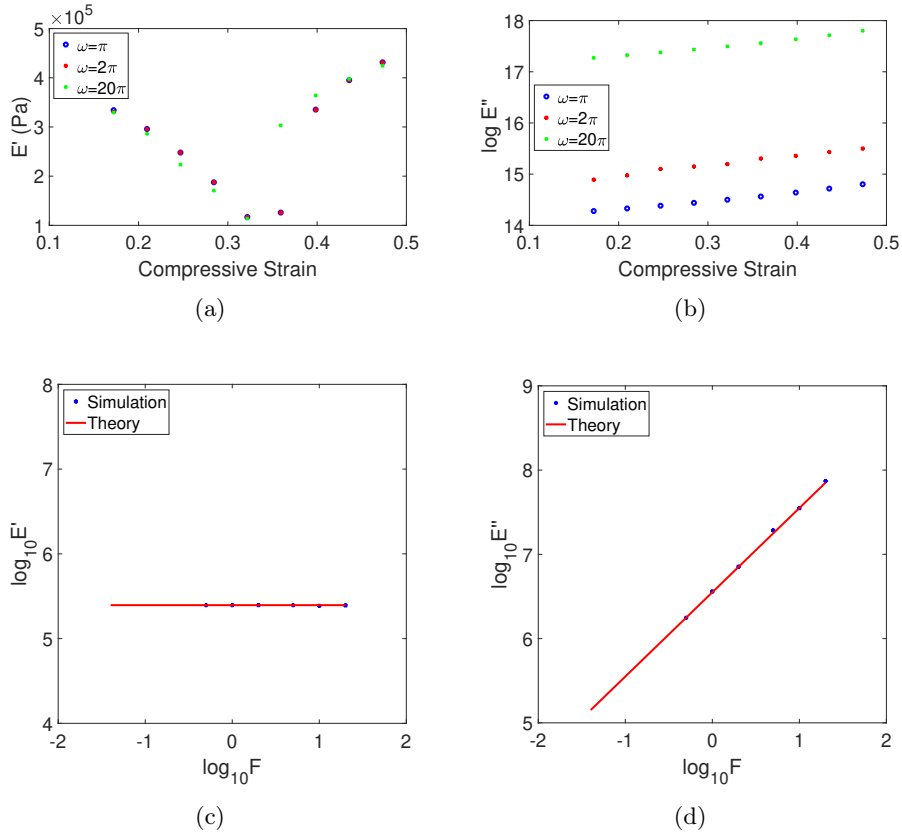 ×10⁵
5
4
3
2
1
E' (Pa)
ω=π
ω=2π
ω=20π
0.1 0.2 0.3 0.4 0.5
Compressive Strain
(a)
18
17
16
15
14
log E"
ω=π
ω=2π
ω=20π
0.1 0.2 0.3 0.4 0.5
Compressive Strain
(b)
8
7
6
5
4
log₁₀E'
Simulation
Theory
-2 -1 0 1 2
log₁₀F
(c)
9
8
7
6
5
log₁₀E"
Simulation
Theory
-2 -1 0 1 2
log₁₀F
(d)